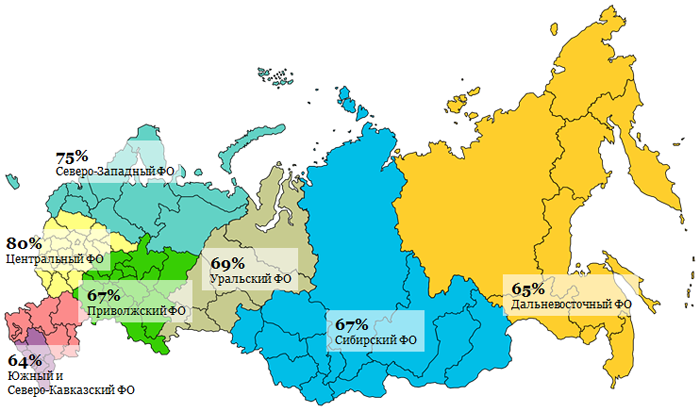 75%
Северо-Западный ФО
80%
Центральный ФО
69%
Уральский ФО
67%
Приволжский ФО
65%
Дальневосточный ФО
67%
Сибирский ФО
64%
Южный и
Северо-Кавказский ФО